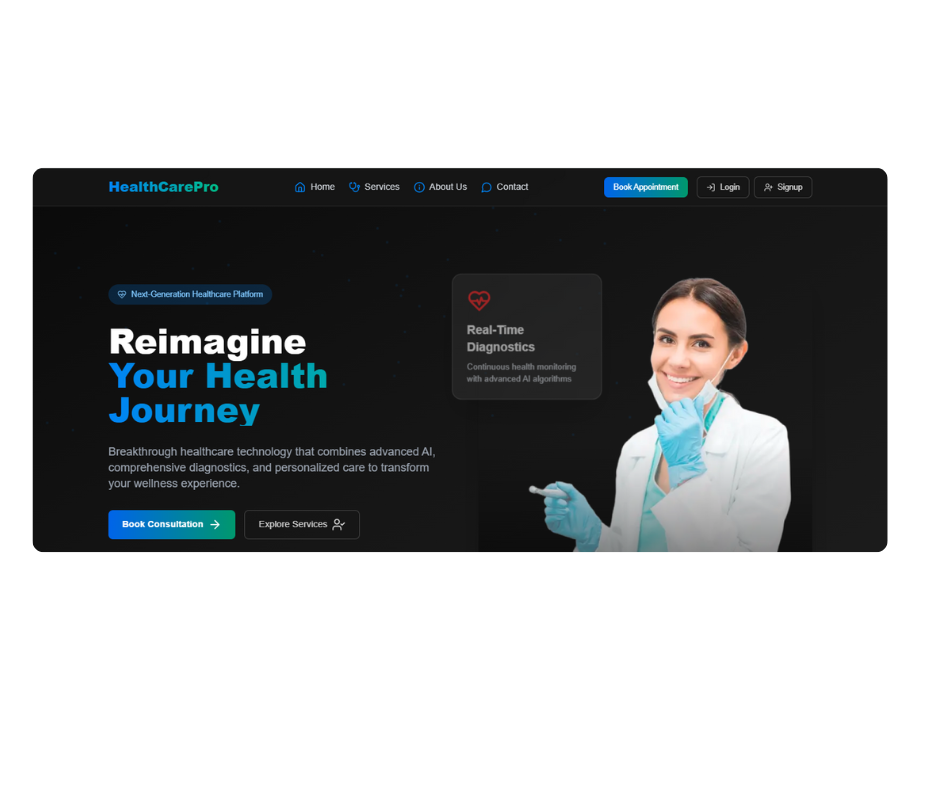 HealthCarePro
Home
Services
About Us
Contact
Book Appointment
Login
Signup
Next-Generation Healthcare Platform
Reimagine
Your Health
Journey
Breakthrough healthcare technology that combines advanced AI,
comprehensive diagnostics, and personalized care to transform
your wellness experience.
Book Consultation
Explore Services
Real-Time
Diagnostics
Continuous health monitoring
with advanced AI algorithms